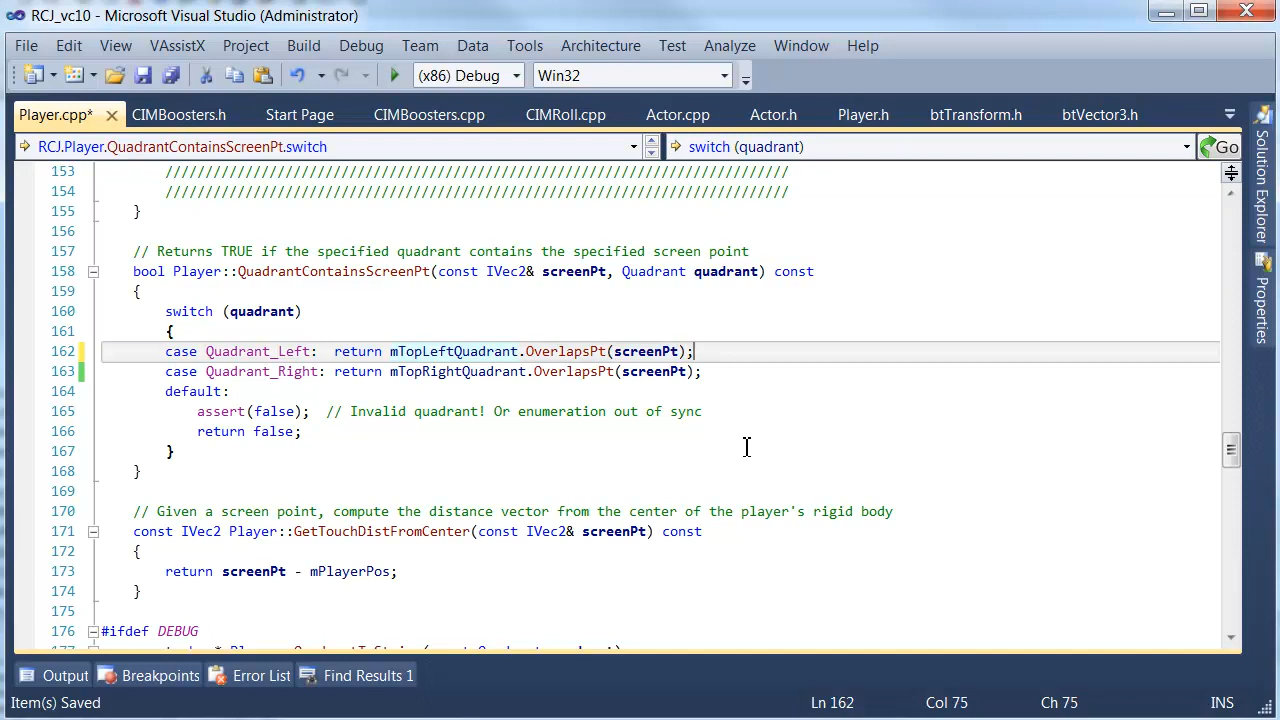 RCJ_vc10 - Microsoft Visual Studio (Administrator)
File Edit View VAssistX Project Build Debug Team Data Tools Architecture Test Analyze Window Help
(x86) Debug Win32
Player.cpp* CIMBoosters.h Start Page CIMBoosters.cpp CIMRoll.cpp Actor.cpp Actor.h Player.h btTransform.h btVector3.h
RCJ.Player.QuadrantContainsScreenPt.switch switch (quadrant) Go
153 //////////////////////////////////////////////////////////////////////////////
154 //////////////////////////////////////////////////////////////////////////////
155 }
156
157 // Returns TRUE if the specified quadrant contains the specified screen point
158 bool Player::QuadrantContainsScreenPt(const IVec2& screenPt, Quadrant quadrant) const
159 {
160 switch (quadrant)
161 {
162 case Quadrant_Left: return mTopLeftQuadrant.OverlapsPt(screenPt);
163 case Quadrant_Right: return mTopRightQuadrant.OverlapsPt(screenPt);
164 default:
165 assert(false); // Invalid quadrant! Or enumeration out of sync
166 return false;
167 }
168 }
169
170 // Given a screen point, compute the distance vector from the center of the player's rigid body
171 const IVec2 Player::GetTouchDistFromCenter(const IVec2& screenPt) const
172 {
173 return screenPt - mPlayerPos;
174 }
175
176 #ifdef DEBUG
Solution Explorer
Properties
Output Breakpoints Error List Find Results 1
Item(s) Saved Ln 162 Col 75 Ch 75 INS